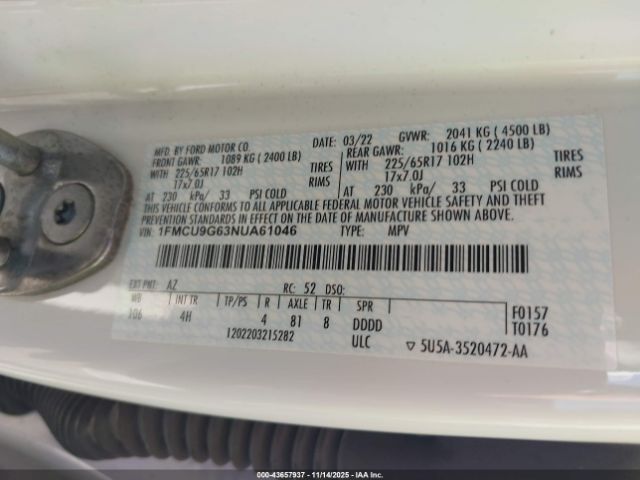 MFD. BY FORD MOTOR CO. DATE: 03/22 GVWR: 2041 KG ( 4500 LB)
FRONT GAWR: 1089 KG ( 2400 LB) REAR GAWR: 1016 KG ( 2240 LB)
WITH 225/65R17 102H TIRES WITH 225/65R17 102H TIRES
17x7.0J RIMS 17x7.0J RIMS
AT 230 kPa/ 33 PSI COLD AT 230 kPa/ 33 PSI COLD
THIS VEHICLE CONFORMS TO ALL APPLICABLE FEDERAL MOTOR VEHICLE SAFETY AND THEFT
PREVENTION STANDARDS IN EFFECT ON THE DATE OF MANUFACTURE SHOWN ABOVE.
VIN: 1FMCU9G63NUA61046 TYPE: MPV
EXT PNT: AZ RC: 52 DSO:
WB INT TR TP/PS R AXLE TR SPR
106 4H 4 81 8 DDDD
F0157
T0176
1202203215282 ULC ▽ 5U5A-3520472-AA
© 0-43657937 - 11/14/2025 - IAAI.COM